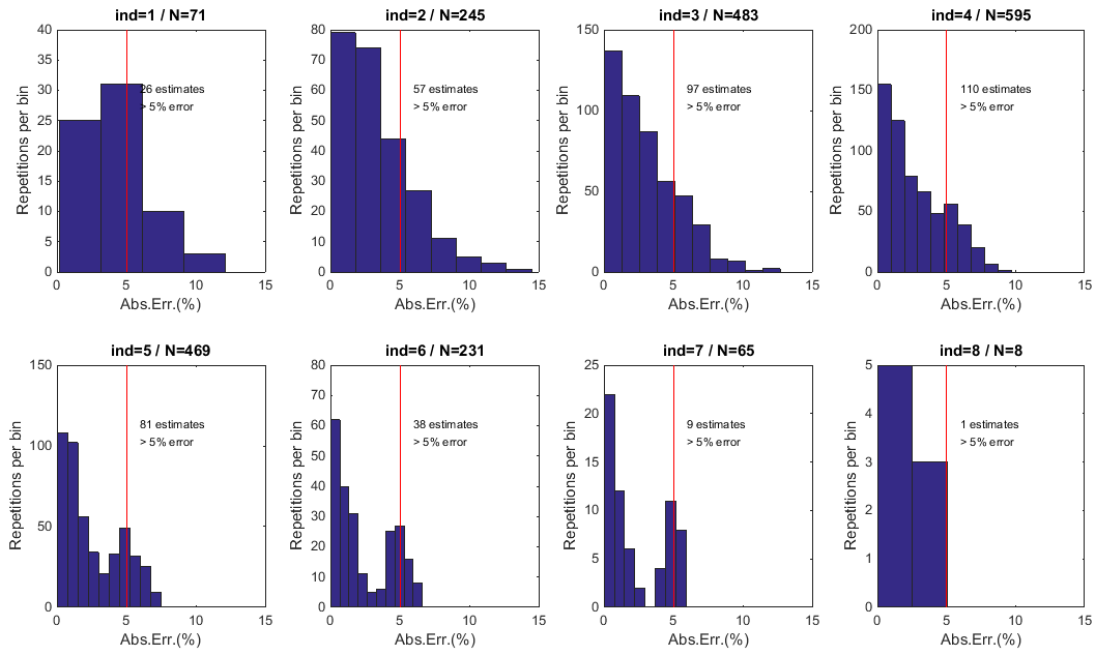 ind=1 / N=71
40
35
30
25
20
15
10
5
0
Repetitions per bin
26 estimates
> 5% error
0 5 10 15
Abs.Err.(%)
ind=2 / N=245
80
70
60
50
40
30
20
10
0
Repetitions per bin
57 estimates
> 5% error
0 5 10 15
Abs.Err.(%)
ind=3 / N=483
150
100
50
0
Repetitions per bin
97 estimates
> 5% error
0 5 10 15
Abs.Err.(%)
ind=4 / N=595
200
150
100
50
0
Repetitions per bin
110 estimates
> 5% error
0 5 10 15
Abs.Err.(%)
ind=5 / N=469
150
100
50
0
Repetitions per bin
81 estimates
> 5% error
0 5 10 15
Abs.Err.(%)
ind=6 / N=231
80
70
60
50
40
30
20
10
0
Repetitions per bin
38 estimates
> 5% error
0 5 10 15
Abs.Err.(%)
ind=7 / N=65
25
20
15
10
5
0
Repetitions per bin
9 estimates
> 5% error
0 5 10 15
Abs.Err.(%)
ind=8 / N=8
5
4
3
2
1
0
Repetitions per bin
1 estimates
> 5% error
0 5 10 15
Abs.Err.(%)